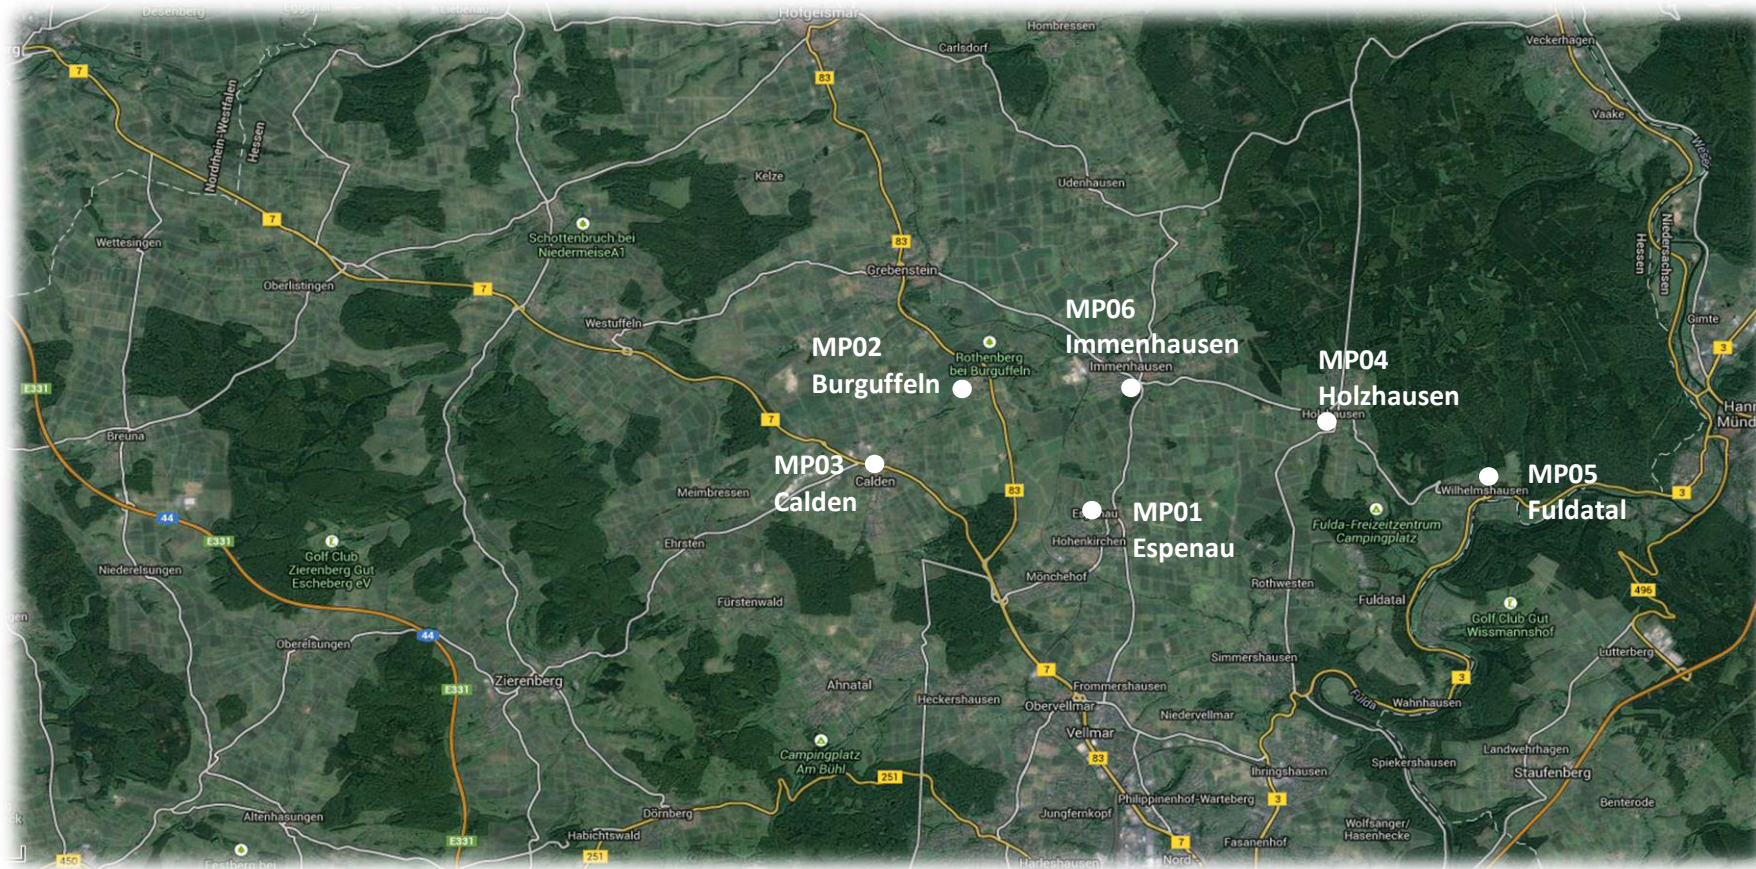 Desenberg
Eggenar
Liebenau
Hofgeismar
Hombressen
Carlsdorf
Veckerhagen
7
83
Nordrhein-Westfalen
Hessen
Vaake
Weser
Kelze
Udenhausen
7
Schottenbruch bei
NiedermeiseA1
Wettesingen
83
Niedersachsen
Hessen
Grebenstein
Oberlistingen
7
MP06
Immenhausen
Westuffeln
Gimte
3
MP02
Burguffeln
Rothenberg
bei Burguffeln
Immenhausen
MP04
Holzhausen
E331
7
Breuna
MP03
Calden
Calden
Meimbressen
83
Wilhelmshausen
MP05
Fuldatal
3
44
E331
MP01
Espenau
Hohenkirchen
Fulda-Freizeitzentrum
Campingplatz
Ehrsten
Golf Club
Zierenberg Gut
Escheberg eV
Niederelsungen
Mönchehof
Rothwesten
496
Fürstenwald
Fuldatal
Golf Club Gut
Wissmannshof
44
Oberelsungen
Simmershausen
Lutterberg
Zierenberg
E331
Ahnatal
7
Frommershausen
3
Heckershausen
Obervellmar
Niedervellmar
Fulda
Wahnhausen
Vellmar
Campingplatz
Am Bühl
83
Landwehrhagen
Spiekershausen
Staufenberg
251
Ihringshausen
Dörnberg
Jungfernkopf
Philippinenhof-Warteberg
3
Benterode
Altenhasungen
Habichtswald
Wolfsanger/
Hasenhecke
E331
7
Fasanenhof
251
450
Harleshausen
Nord-